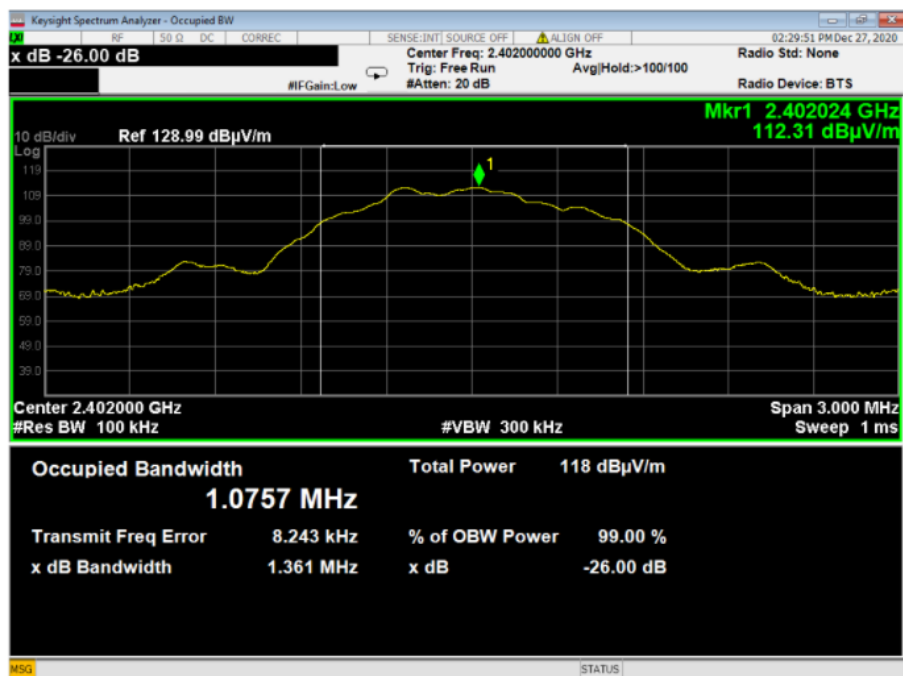 Keysight Spectrum Analyzer - Occupied BW
LXI RF 50 Ω DC CORREC SENSE:INT SOURCE OFF ALIGN OFF 02:29:51 PM Dec 27, 2020
x dB -26.00 dB
Center Freq: 2.402000000 GHz Radio Std: None
Trig: Free Run Avg|Hold:>100/100
#IFGain:Low #Atten: 20 dB Radio Device: BTS
Mkr1 2.402024 GHz
112.31 dBµV/m
10 dB/div Ref 128.99 dBµV/m
Log
1
119
109
99.0
89.0
79.0
69.0
59.0
49.0
39.0
Center 2.402000 GHz Span 3.000 MHz
#Res BW 100 kHz #VBW 300 kHz Sweep 1 ms
Occupied Bandwidth Total Power 118 dBµV/m
1.0757 MHz
Transmit Freq Error 8.243 kHz % of OBW Power 99.00 %
x dB Bandwidth 1.361 MHz x dB -26.00 dB
MSG STATUS